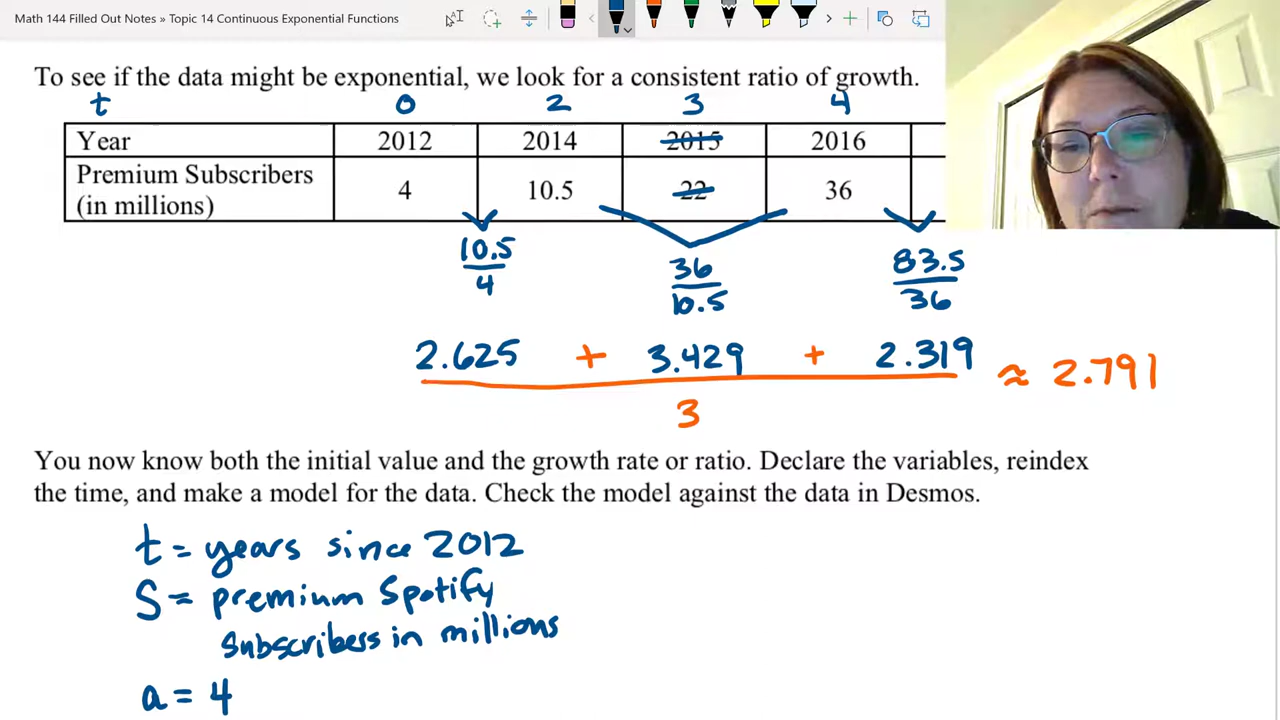 Math 144 Filled Out Notes » Topic 14 Continuous Exponential Functions
To see if the data might be exponential, we look for a consistent ratio of growth.
t 0 2 3 4
Year 2012 2014 2015 2016
Premium Subscribers
(in millions) 4 10.5 22 36
10.5/4 36/10.5 83.5/36
2.625 + 3.429 + 2.319 ≈ 2.791
3
You now know both the initial value and the growth rate or ratio. Declare the variables, reindex
the time, and make a model for the data. Check the model against the data in Desmos.
t = years since 2012
S = premium Spotify
subscribers in millions
a = 4